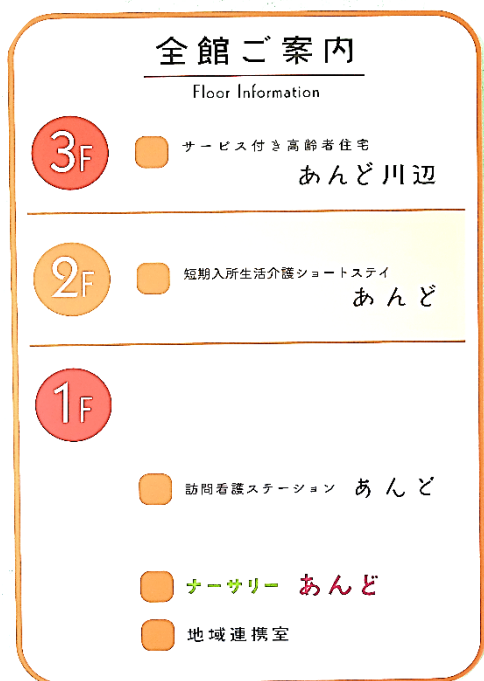 全館ご案内
Floor Information
3F
サービス付き高齢者住宅
あんど川辺
2F
短期入所生活介護ショートステイ
あんど
1F
訪問看護ステーション あんど
ナーサリー あんど
地域連携室